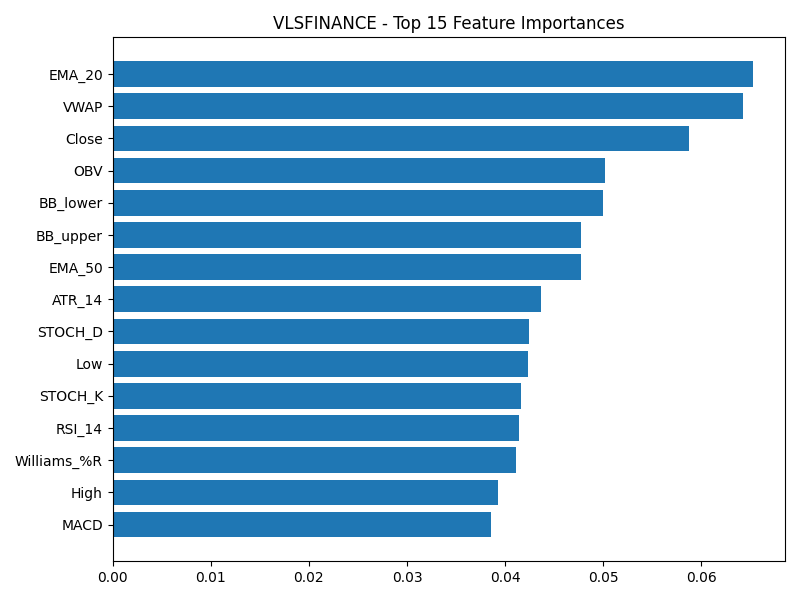 VLSFINANCE - Top 15 Feature Importances
EMA_20
VWAP
Close
OBV
BB_lower
BB_upper
EMA_50
ATR_14
STOCH_D
Low
STOCH_K
RSI_14
Williams_%R
High
MACD
0.00 0.01 0.02 0.03 0.04 0.05 0.06